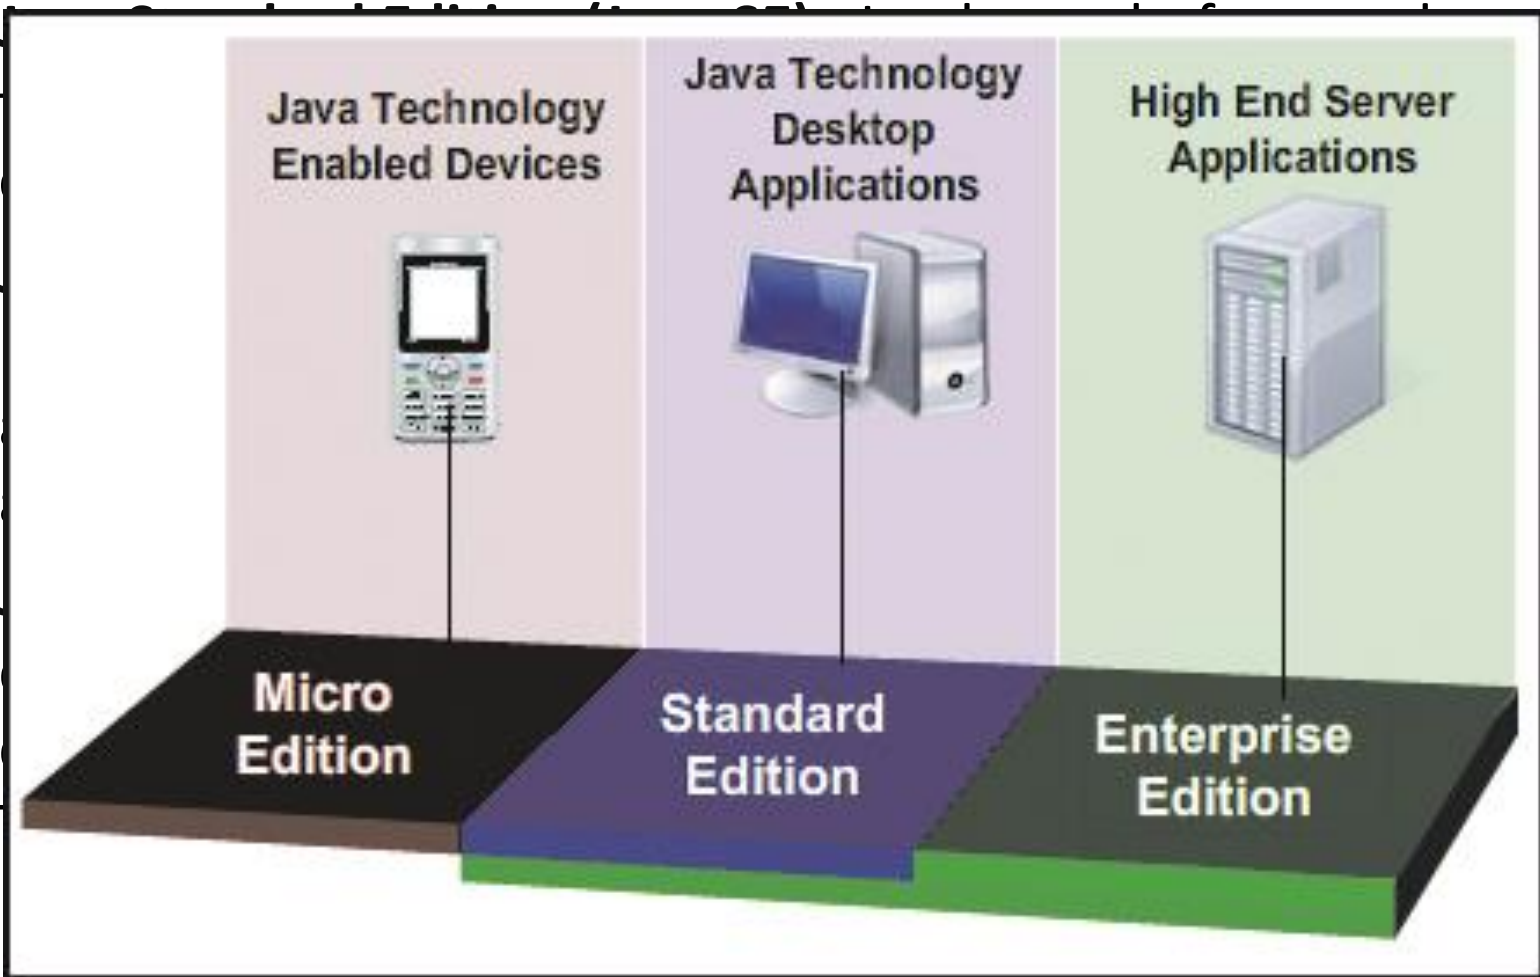 Java Technology
Enabled Devices
Java Technology
Desktop
Applications
High End Server
Applications
Micro
Edition
Standard
Edition
Enterprise
Edition